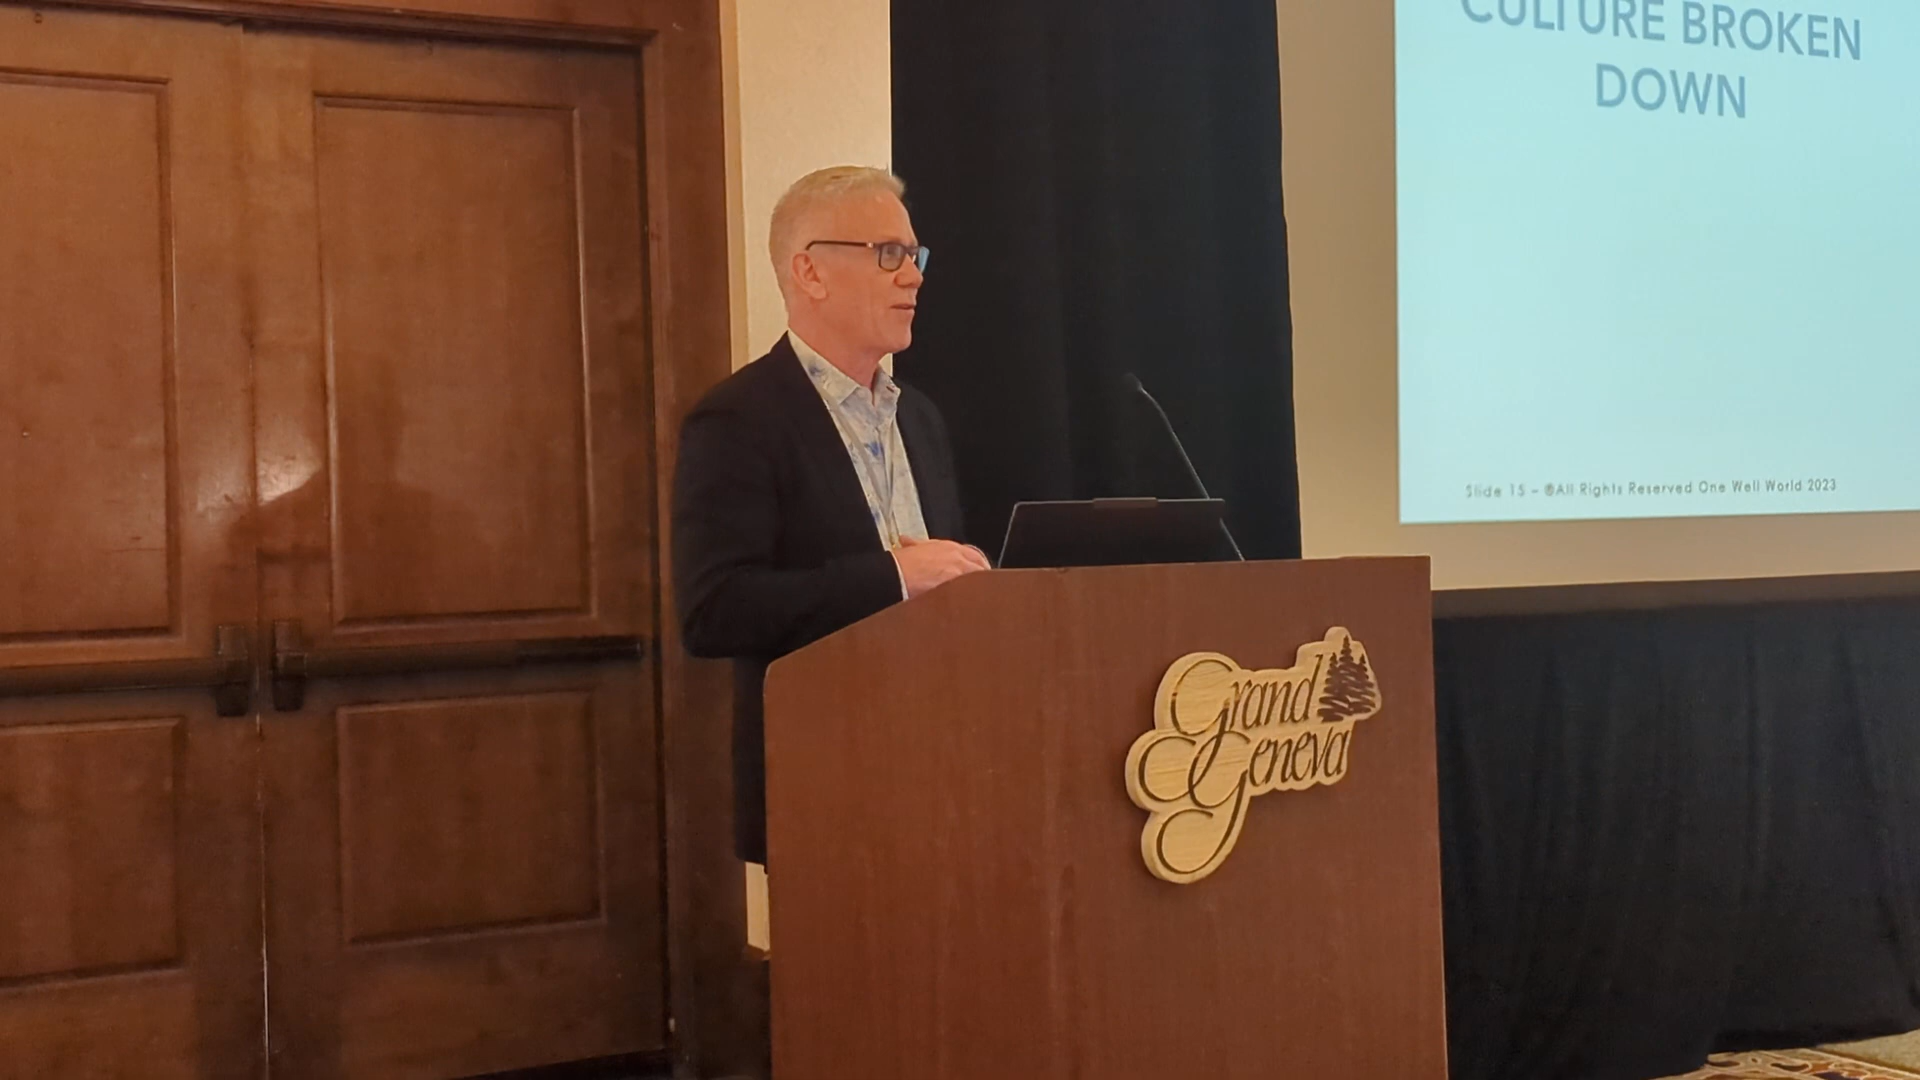 CULTURE BROKEN
DOWN
Slide 15 – ©All Rights Reserved One Well World 2023
Grand
Geneva